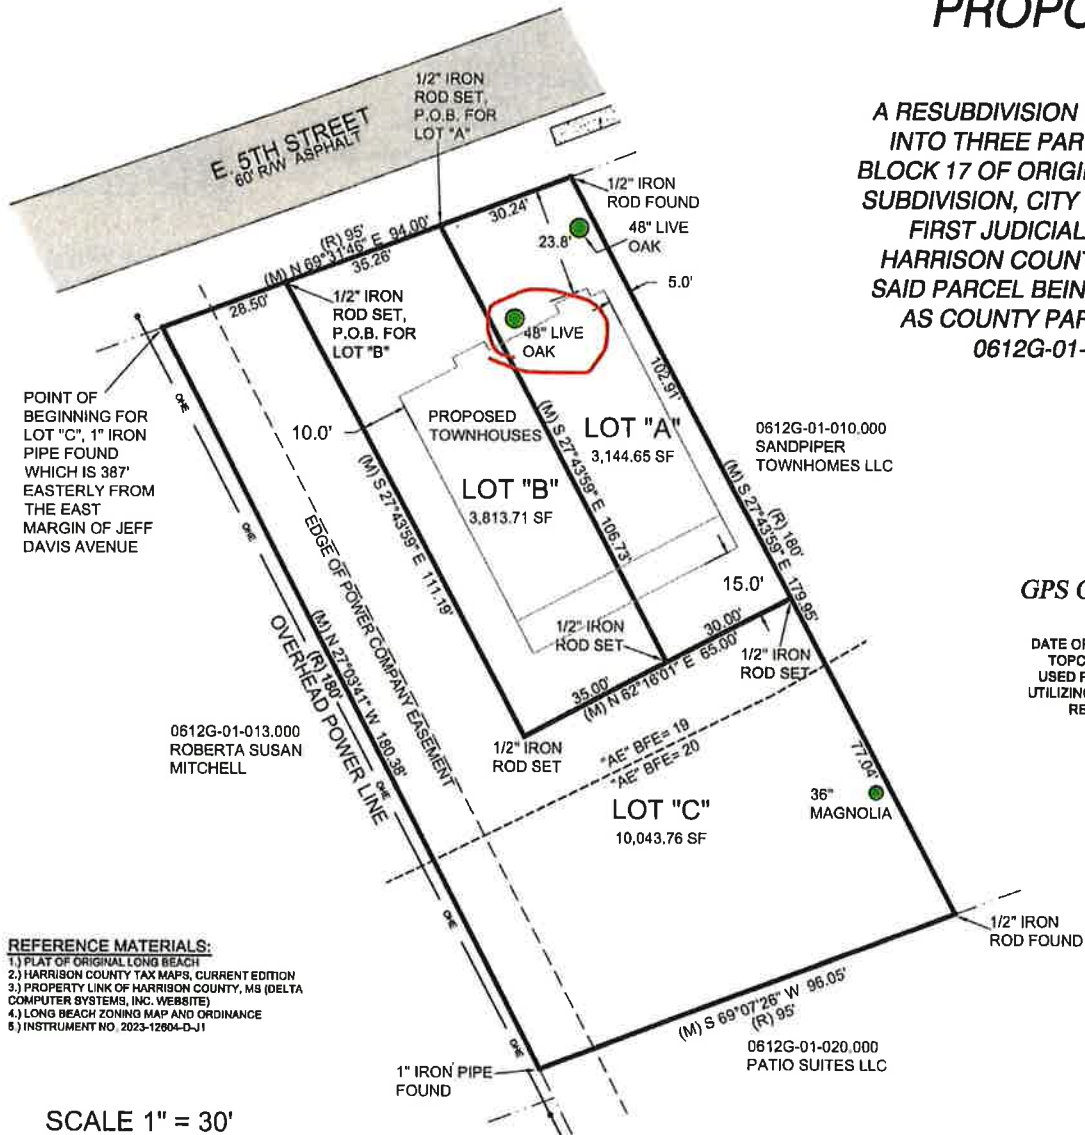 PROPO
A RESUBDIVISION
INTO THREE PAR
BLOCK 17 OF ORIGI
SUBDIVISION, CITY
FIRST JUDICIAL
HARRISON COUNT
SAID PARCEL BEIN
AS COUNTY PAR
0612G-01-
1/2" IRON
ROD SET,
P.O.B. FOR
LOT "A"
E. 5TH STREET
60' R/W ASPHALT
1/2" IRON
ROD FOUND
48" LIVE
OAK
30.24'
23.8'
5.0'
(R) 95'
(M) N 69°31'46" E 94.00'
35.26'
28.50'
1/2" IRON
ROD SET,
P.O.B. FOR
LOT "B"
48" LIVE
OAK
POINT OF
BEGINNING FOR
LOT "C", 1" IRON
PIPE FOUND
WHICH IS 387'
EASTERLY FROM
THE EAST
MARGIN OF JEFF
DAVIS AVENUE
10.0'
PROPOSED
TOWNHOUSES
LOT "A"
3,144.65 SF
LOT "B"
3,813.71 SF
102.91'
(M) S 27°43'59" E 179.95'
(R) 180'
0612G-01-010.000
SANDPIPER
TOWNHOMES LLC
(M) S 27°43'59" E 106.73'
(M) S 27°43'59" E 111.19'
15.0'
GPS C
DATE OF
TOPC
USED F
UTILIZING
RE
1/2" IRON
ROD SET
30.00'
35.00'
(M) N 62°16'01" E 65.00'
1/2" IRON
ROD SET
1/2" IRON
ROD SET
EDGE OF POWER COMPANY EASEMENT
OHE
OHE
OHE
OHE
OHE
OHE
OVERHEAD POWER LINE
(M) N 27°03'41" W 180.38'
(R) 180'
0612G-01-013.000
ROBERTA SUSAN
MITCHELL
"AE" BFE= 19
"AE" BFE= 20
77.04'
LOT "C"
10,043.76 SF
36"
MAGNOLIA
1/2" IRON
ROD FOUND
(M) S 69°07'26" W 96.05'
(R) 95'
0612G-01-020.000
PATIO SUITES LLC
1" IRON PIPE
FOUND
REFERENCE MATERIALS:
1.) PLAT OF ORIGINAL LONG BEACH
2.) HARRISON COUNTY TAX MAPS, CURRENT EDITION
3.) PROPERTY LINK OF HARRISON COUNTY, MS (DELTA
COMPUTER SYSTEMS, INC. WEBSITE)
4.) LONG BEACH ZONING MAP AND ORDINANCE
5.) INSTRUMENT NO. 2023-12604-D-J1
SCALE 1" = 30'